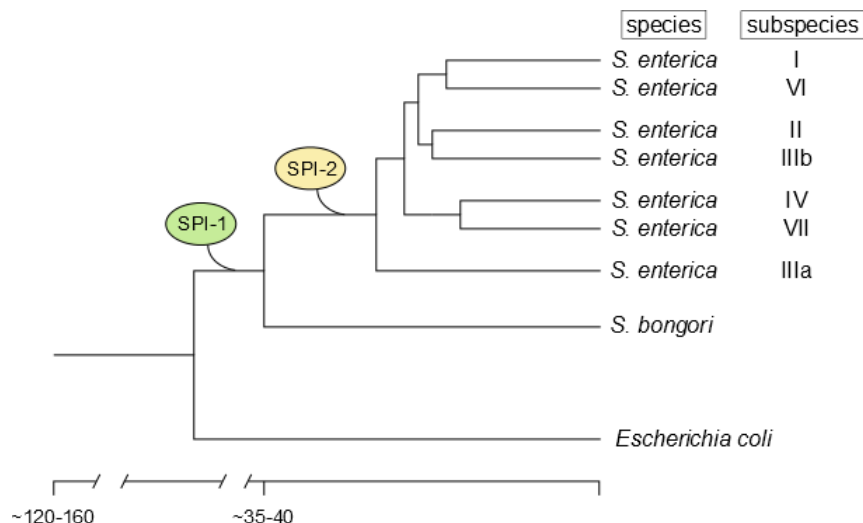 species subspecies
S. enterica I
S. enterica VI
S. enterica II
SPI-2
S. enterica IIIb
S. enterica IV
SPI-1
S. enterica VII
S. enterica IIIa
S. bongori
Escherichia coli
~120-160 ~35-40